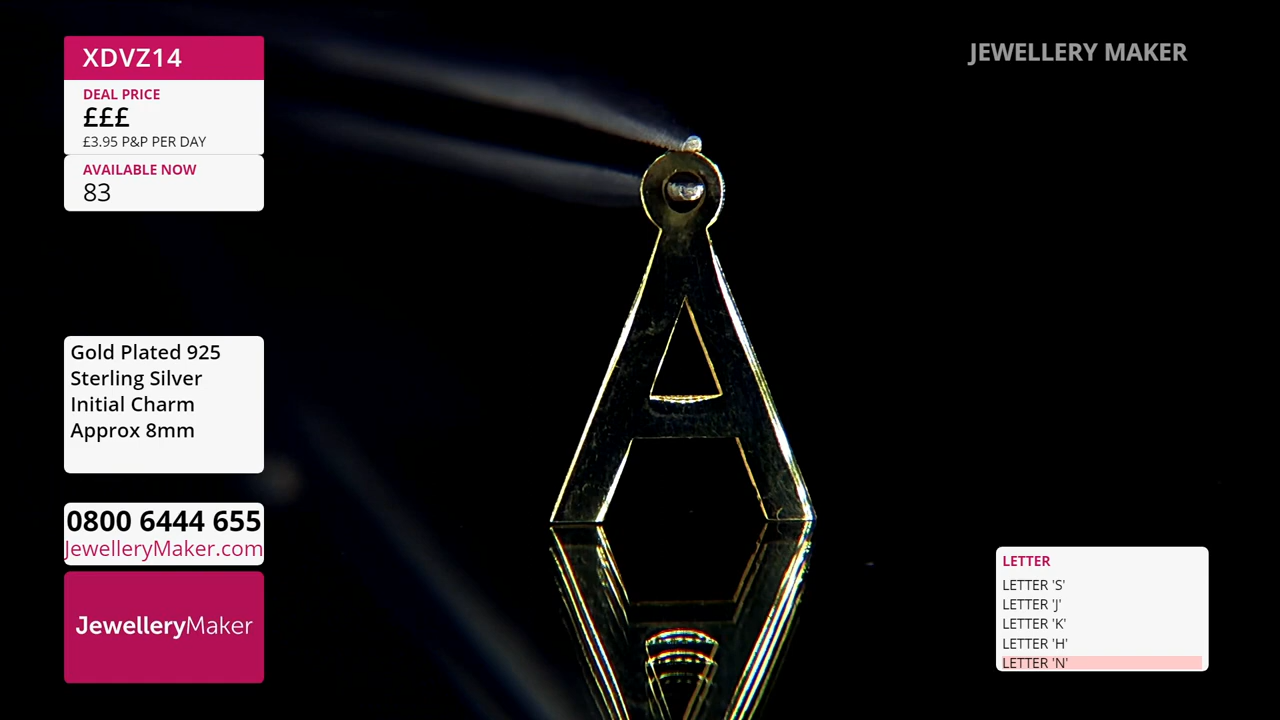 XDVZ14
DEAL PRICE
£££
£3.95 P&P PER DAY
AVAILABLE NOW
83
Gold Plated 925
Sterling Silver
Initial Charm
Approx 8mm
0800 6444 655
JewelleryMaker.com
JewelleryMaker
JEWELLERY MAKER
A
LETTER
LETTER 'S'
LETTER 'J'
LETTER 'K'
LETTER 'H'
LETTER 'N'